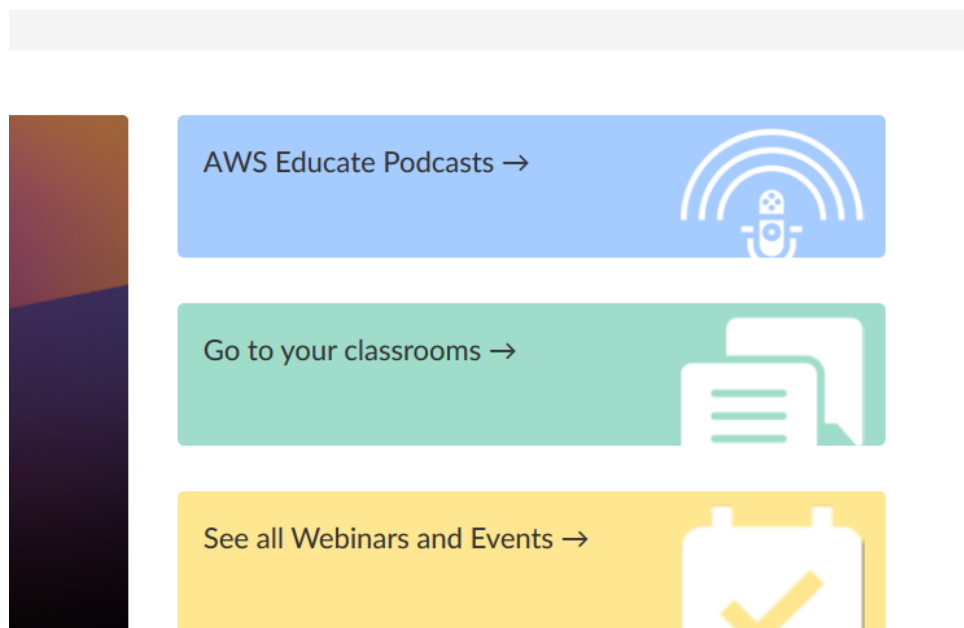 AWS Educate Podcasts →
Go to your classrooms →
See all Webinars and Events →